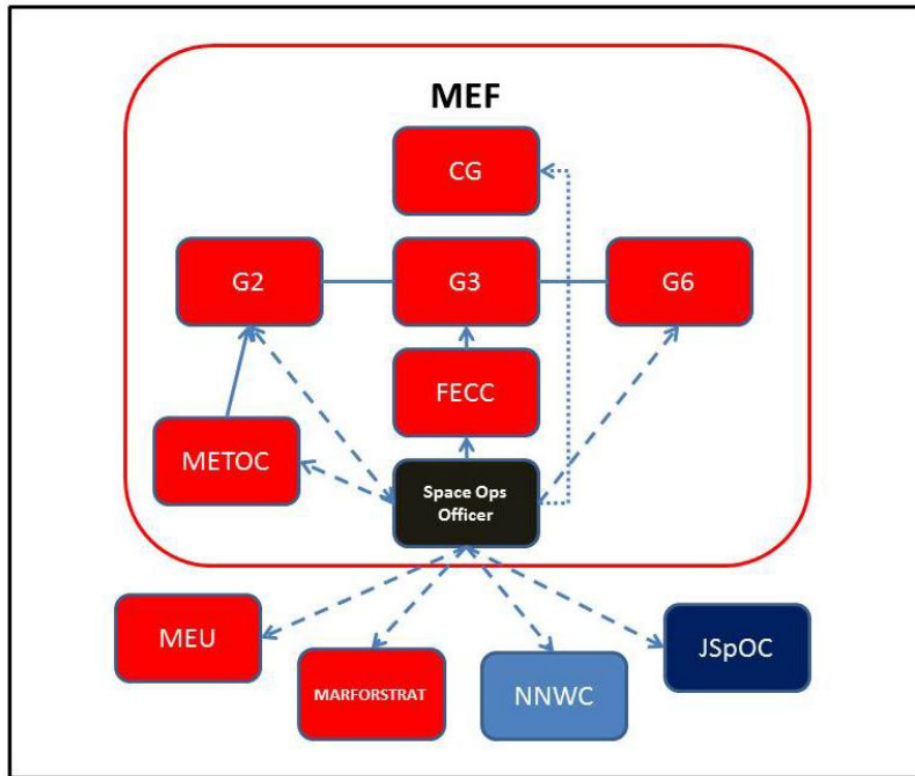 MEF
CG
G2
G3
G6
FECC
METOC
Space Ops
Officer
MEU
MARFORSTRAT
NNWC
JSpOC